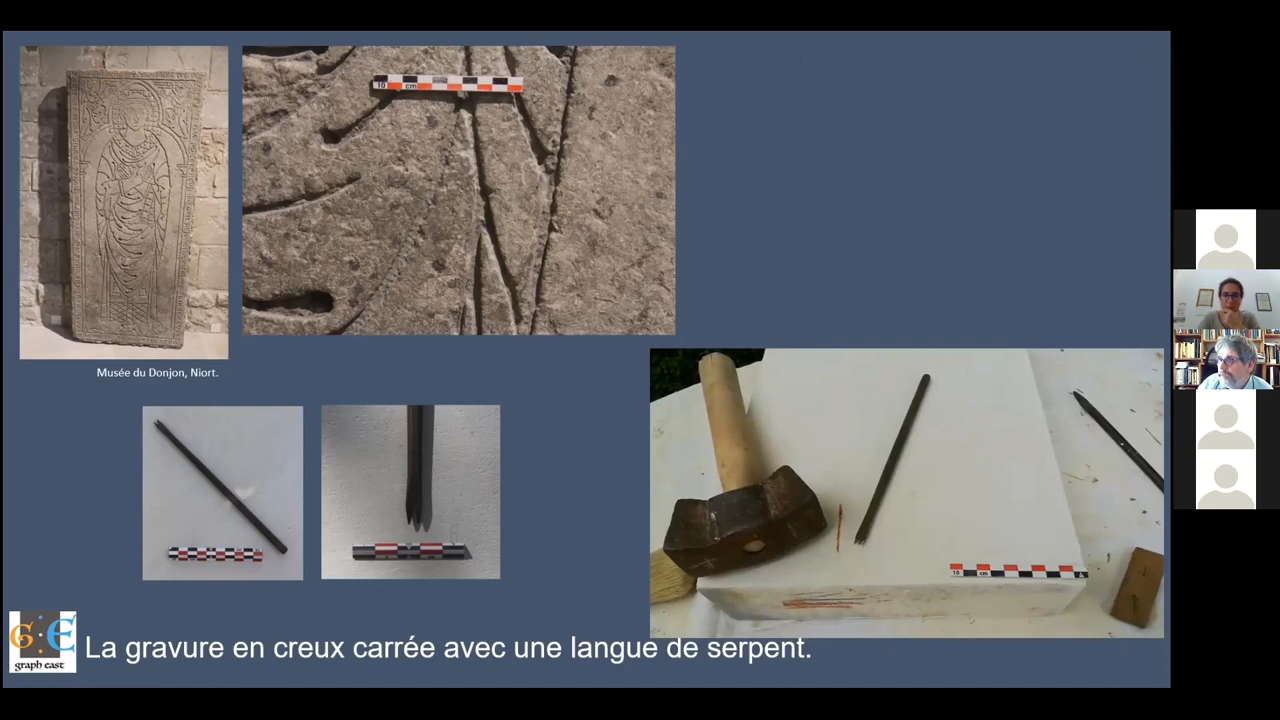 10 cm
Musée du Donjon, Niort.
10 cm
G:E
graph east
La gravure en creux carrée avec une langue de serpent.